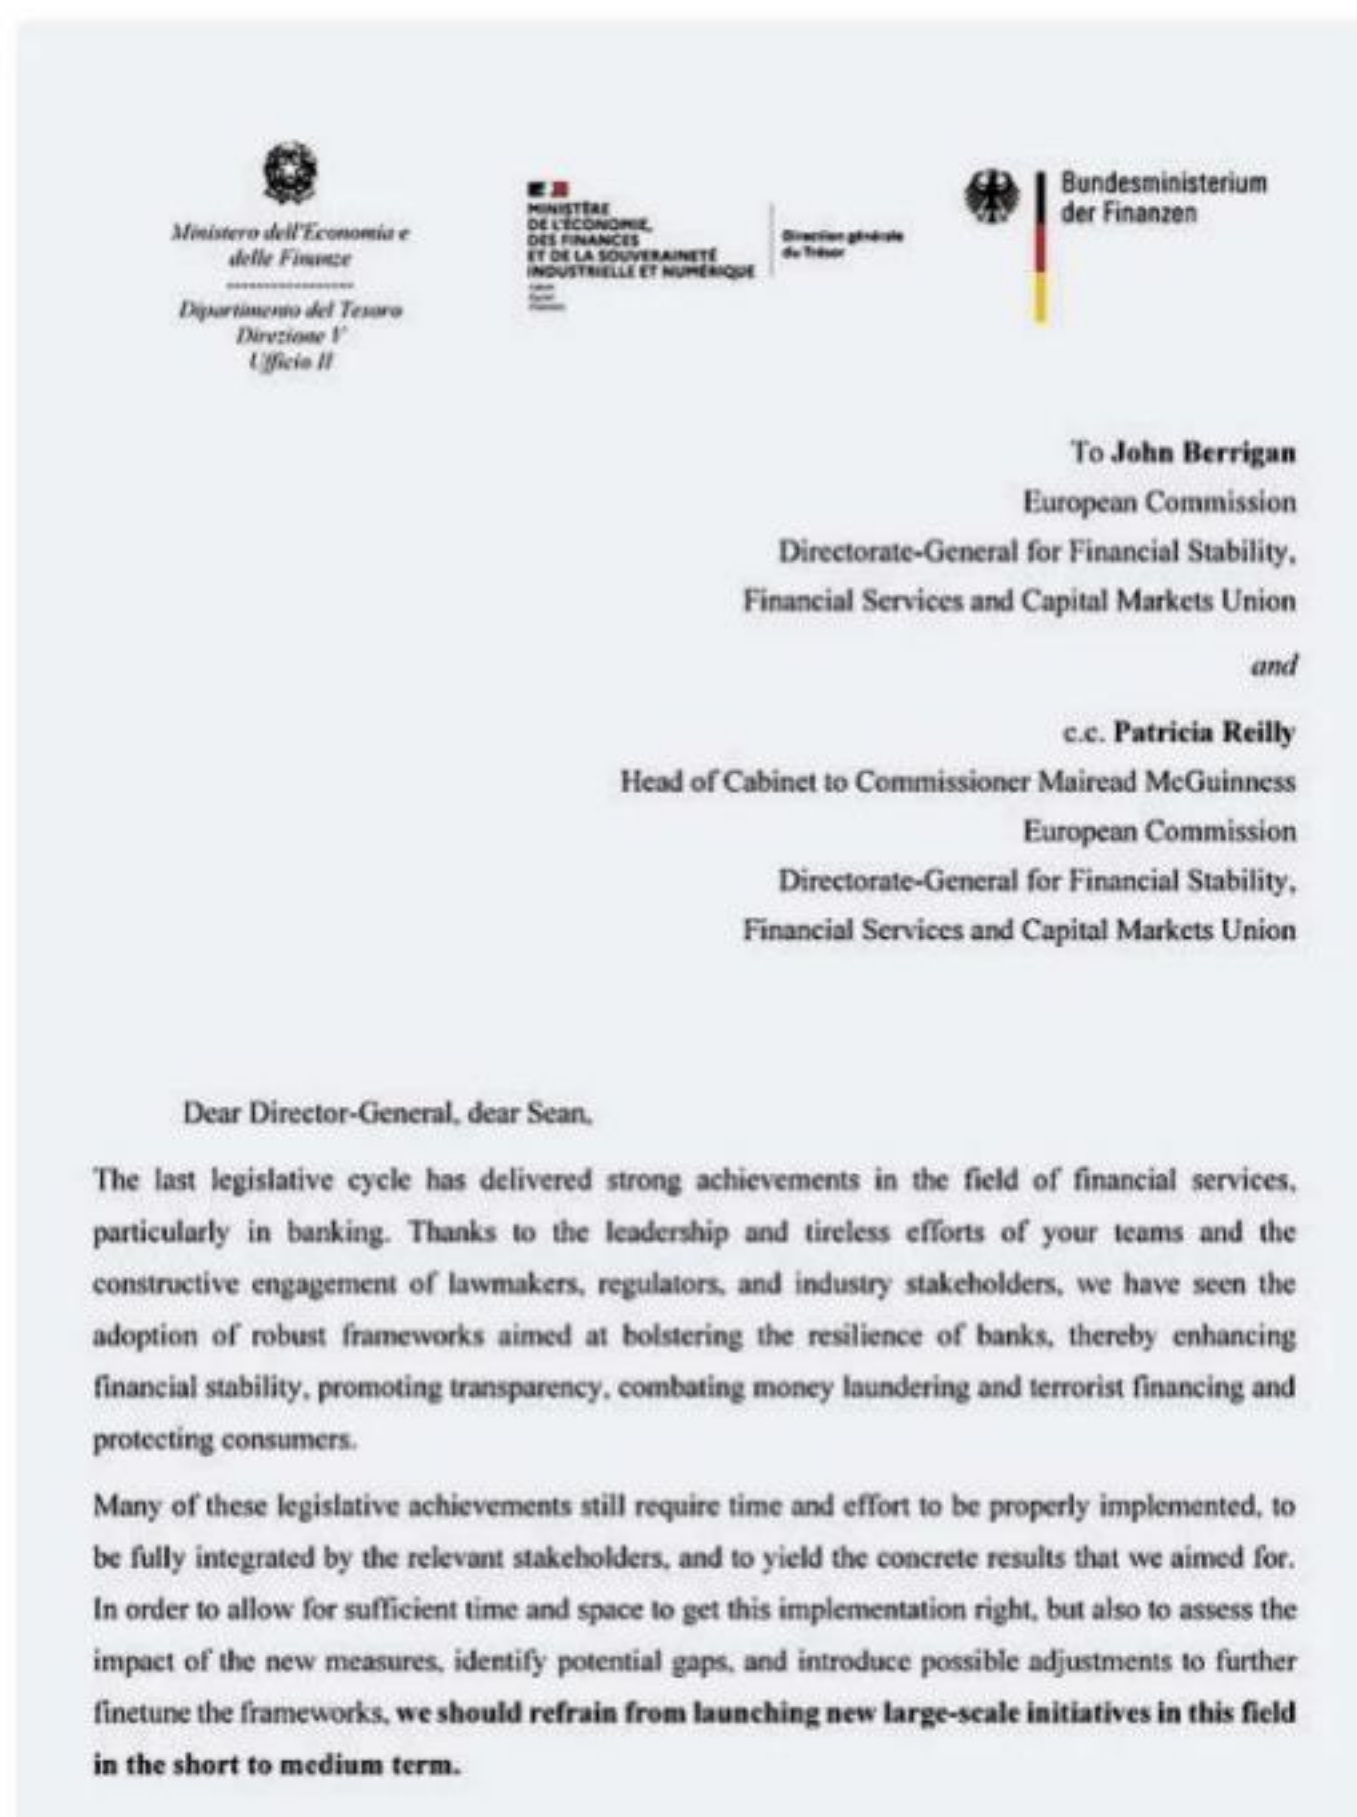 Ministero dell'Economia e
delle Finanze
Dipartimento del Tesoro
Direzione V
Ufficio II
MINISTÈRE
DE L'ÉCONOMIE,
DES FINANCES
ET DE LA SOUVERAINETÉ
INDUSTRIELLE ET NUMÉRIQUE
Direction générale
du Trésor
Bundesministerium
der Finanzen
To John Berrigan
European Commission
Directorate-General for Financial Stability,
Financial Services and Capital Markets Union
and
c.c. Patricia Reilly
Head of Cabinet to Commissioner Mairead McGuinness
European Commission
Directorate-General for Financial Stability,
Financial Services and Capital Markets Union
Dear Director-General, dear Sean,
The last legislative cycle has delivered strong achievements in the field of financial services,
particularly in banking. Thanks to the leadership and tireless efforts of your teams and the
constructive engagement of lawmakers, regulators, and industry stakeholders, we have seen the
adoption of robust frameworks aimed at bolstering the resilience of banks, thereby enhancing
financial stability, promoting transparency, combating money laundering and terrorist financing and
protecting consumers.
Many of these legislative achievements still require time and effort to be properly implemented, to
be fully integrated by the relevant stakeholders, and to yield the concrete results that we aimed for.
In order to allow for sufficient time and space to get this implementation right, but also to assess the
impact of the new measures, identify potential gaps, and introduce possible adjustments to further
finetune the frameworks, we should refrain from launching new large-scale initiatives in this field
in the short to medium term.